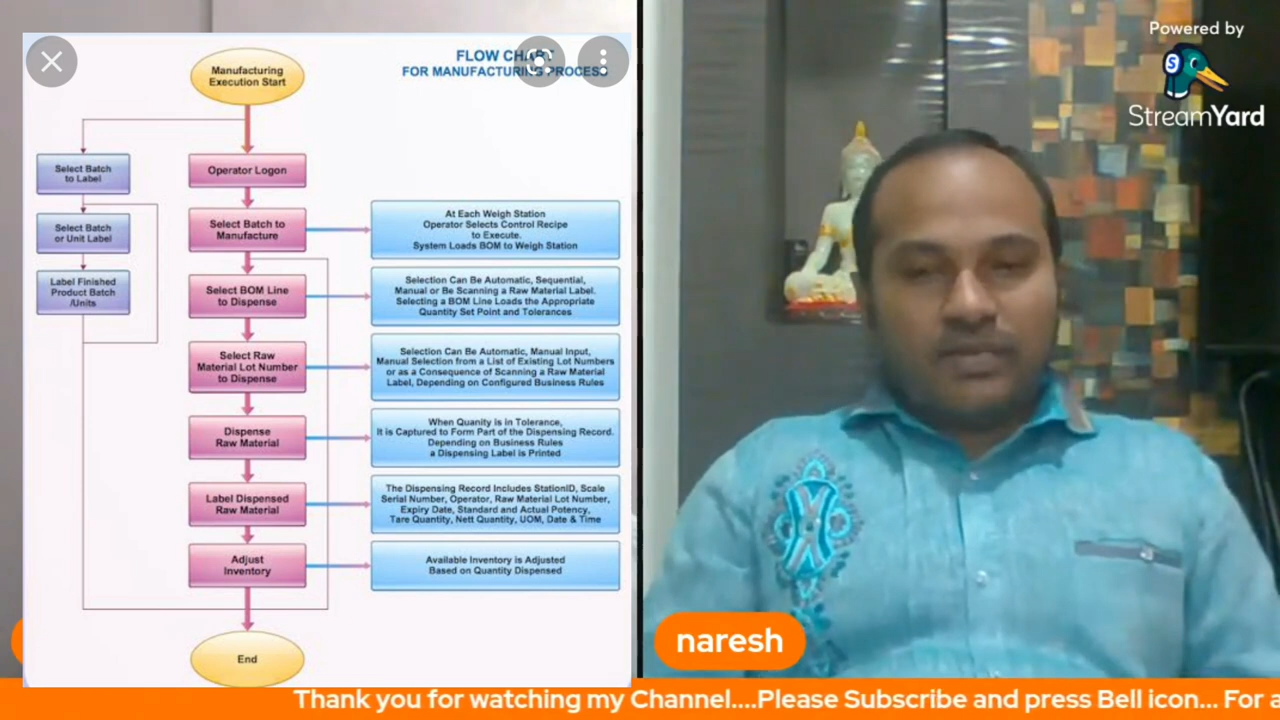 FLOW CHART
FOR MANUFACTURING PROCESS
Manufacturing
Execution Start
Select Batch
to Label
Select Batch
or Unit Label
Label Finished
Product Batch
/Units
Operator Logon
Select Batch to
Manufacture
At Each Weigh Station
Operator Selects Control Recipe
to Execute.
System Loads BOM to Weigh Station
Select BOM Line
to Dispense
Selection Can Be Automatic, Sequential,
Manual or Be Scanning a Raw Material Label.
Selecting a BOM Line Loads the Appropriate
Quantity Set Point and Tolerances
Select Raw
Material Lot Number
to Dispense
Selection Can Be Automatic, Manual Input,
Manual Selection from a List of Existing Lot Numbers
or as a Consequence of Scanning a Raw Material
Label, Depending on Configured Business Rules
Dispense
Raw Material
When Quanity is in Tolerance,
It is Captured to Form Part of the Dispensing Record.
Depending on Business Rules
a Dispensing Label is Printed
Label Dispensed
Raw Material
The Dispensing Record Includes StationID, Scale
Serial Number, Operator, Raw Material Lot Number,
Expiry Date, Standard and Actual Potency,
Tare Quantity, Nett Quantity, UOM, Date & Time
Adjust
Inventory
Available Inventory is Adjusted
Based on Quantity Dispensed
End
Powered by
StreamYard
naresh
Thank you for watching my Channel....Please Subscribe and press Bell icon... For a